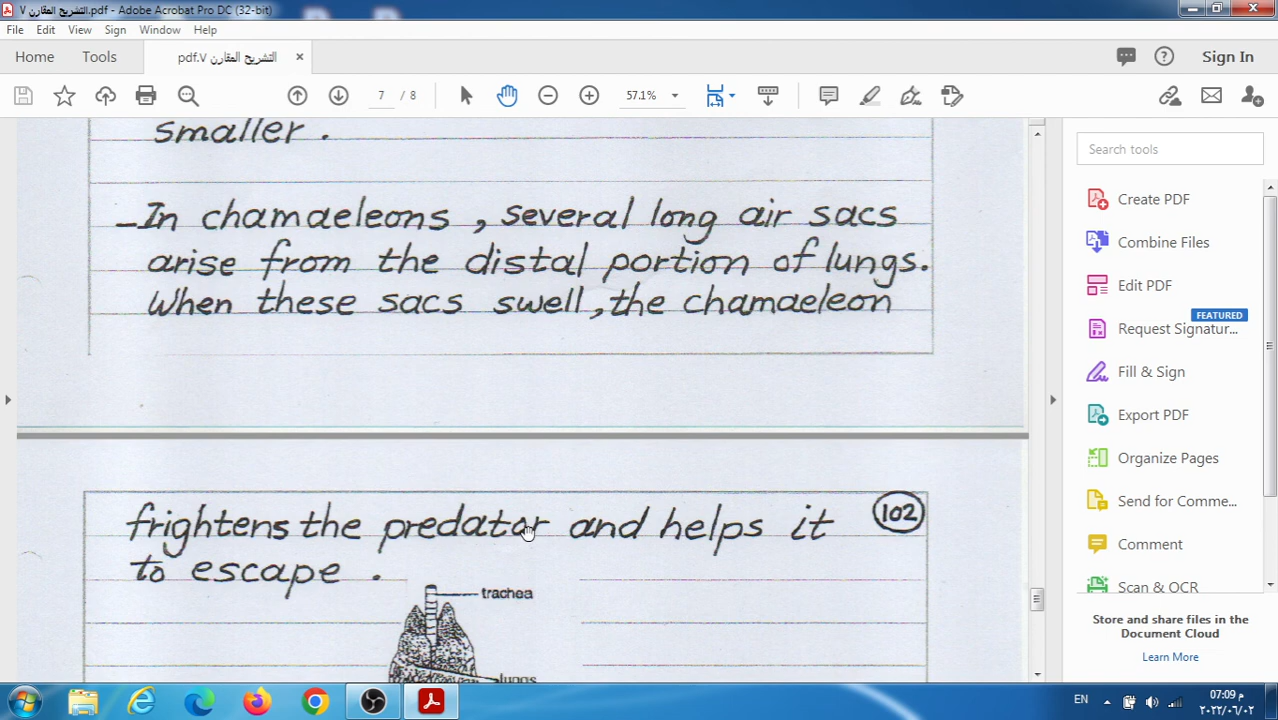 التشريح المقارن V.pdf - Adobe Acrobat Pro DC (32-bit)
File Edit View Sign Window Help
Home Tools التشريح المقارن V.pdf × Sign In
7 / 8 57.1%
smaller.
- In chamaeleons, several long air sacs
arise from the distal portion of lungs.
When these sacs swell, the chamaeleon
frightens the predator and helps it 102
to escape.
trachea
lungs
Search tools
Create PDF
Combine Files
Edit PDF
FEATURED
Request Signatur...
Fill & Sign
Export PDF
Organize Pages
Send for Comme...
Comment
Scan & OCR
Store and share files in the
Document Cloud
Learn More
EN 07:09 م
٢٠٢٢/٠٦/٠٢